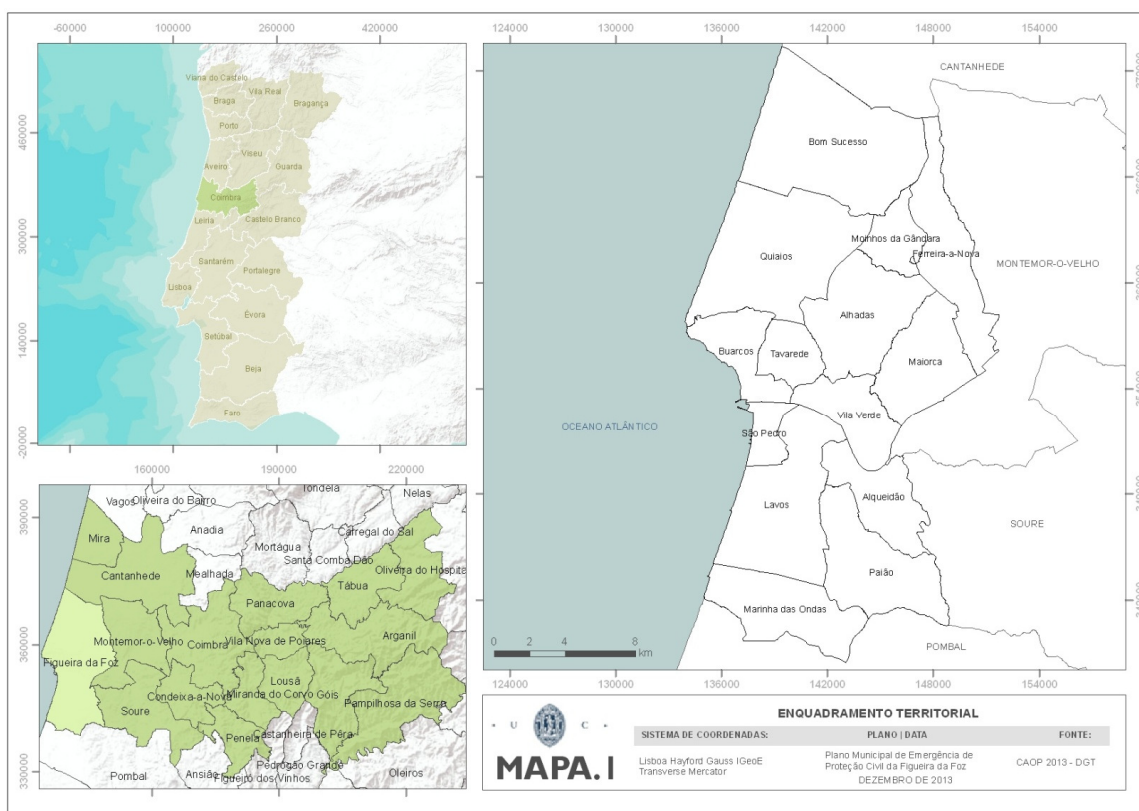 -60000 100000 260000 420000
460000
300000
140000
-20000
Viana do Castelo
Vila Real
Braga
Bragança
Porto
Viseu
Aveiro
Guarda
Coimbra
Leiria
Castelo Branco
Santarém
Portalegre
Lisboa
Évora
Setúbal
Beja
Faro
160000 190000 220000
390000
360000
330000
Vagos
Oliveira do Bairro
Tondela
Nelas
Anadia
Carregal do Sal
Mortágua
Mira
Santa Comba Dão
Cantanhede
Mealhada
Oliveira do Hospita
Tábua
Panacova
Arganil
Montemor-o-Velho
Coimbra
Vila Nova de Poiares
Figueira da Foz
Lousã
Condeixa-a-Nova
Miranda do Corvo
Góis
Pampilhosa da Serra
Soure
Penela
Castanheira de Pêra
Pedrógão Grande
Pombal
Ansião
Figueiró dos Vinhos
Oleiros
124000 130000 136000 142000 148000 154000
CANTANHEDE
Bom Sucesso
Moinhos da Gândara
Ferreira-a-Nova
Quiaios
MONTEMOR-O-VELHO
Alhadas
Buarcos
Tavarede
Maiorca
Vila Verde
OCEANO ATLÂNTICO
São Pedro
Alqueidão
Lavos
SOURE
Paião
Marinha das Ondas
POMBAL
0 2 4 8
km
124000 130000 136000 142000 148000 154000
U C
MAPA.I
ENQUADRAMENTO TERRITORIAL
SISTEMA DE COORDENADAS: PLANO | DATA FONTE:
Lisboa Hayford Gauss IGeoE
Transverse Mercator
Plano Municipal de Emergência de
Proteção Civil da Figueira da Foz
DEZEMBRO DE 2013
CAOP 2013 - DGT